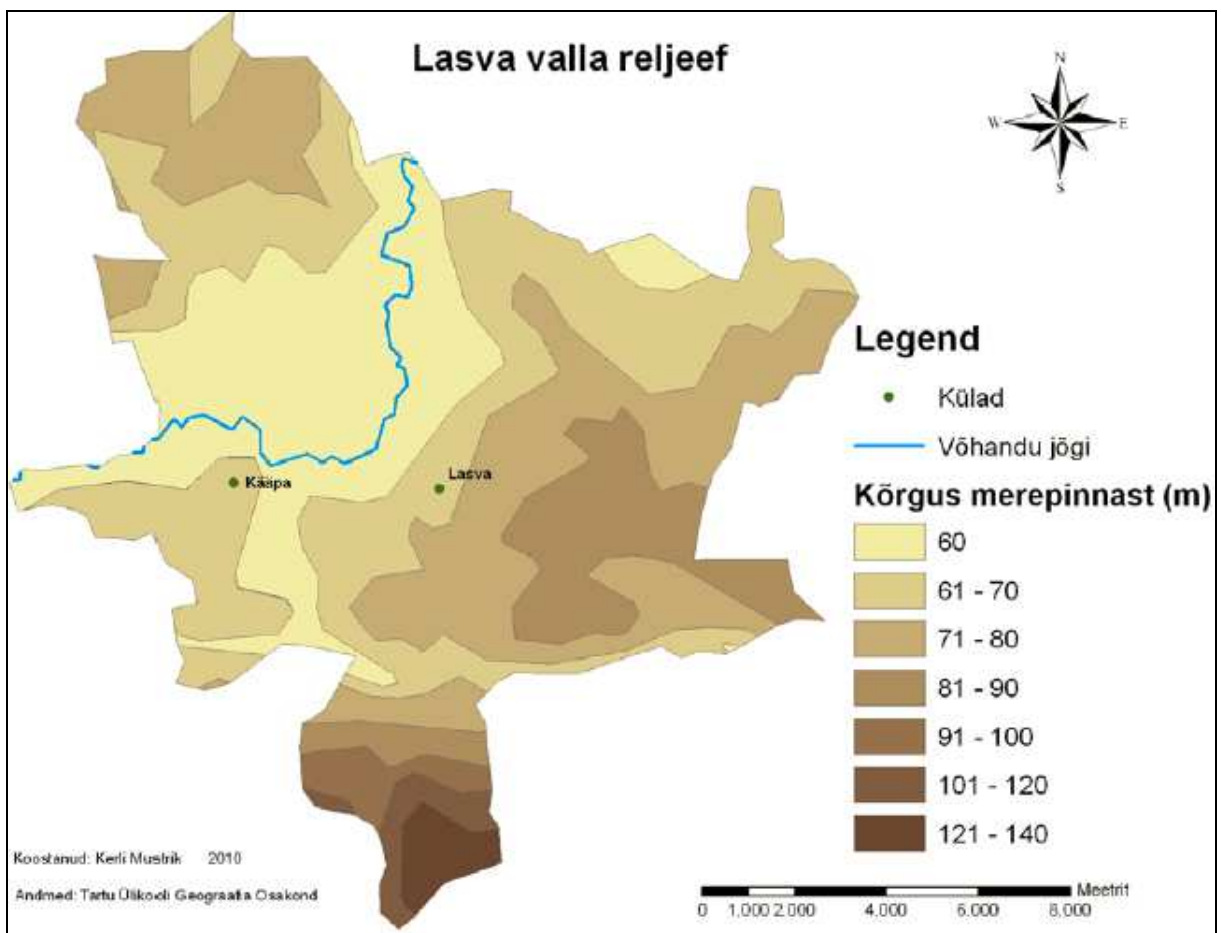 Lasva valla reljeef
N
W E
S
Kääpa
Lasva
Legend
Külad
Võhandu jõgi
Kõrgus merepinnast (m)
60
61 - 70
71 - 80
81 - 90
91 - 100
101 - 120
121 - 140
Koostanud: Kerli Mustrik 2010
Andmed: Tartu Ülikooli Geograatia Osakond
Meetrit
0 1.000 2.000 4.000 6.000 8.000